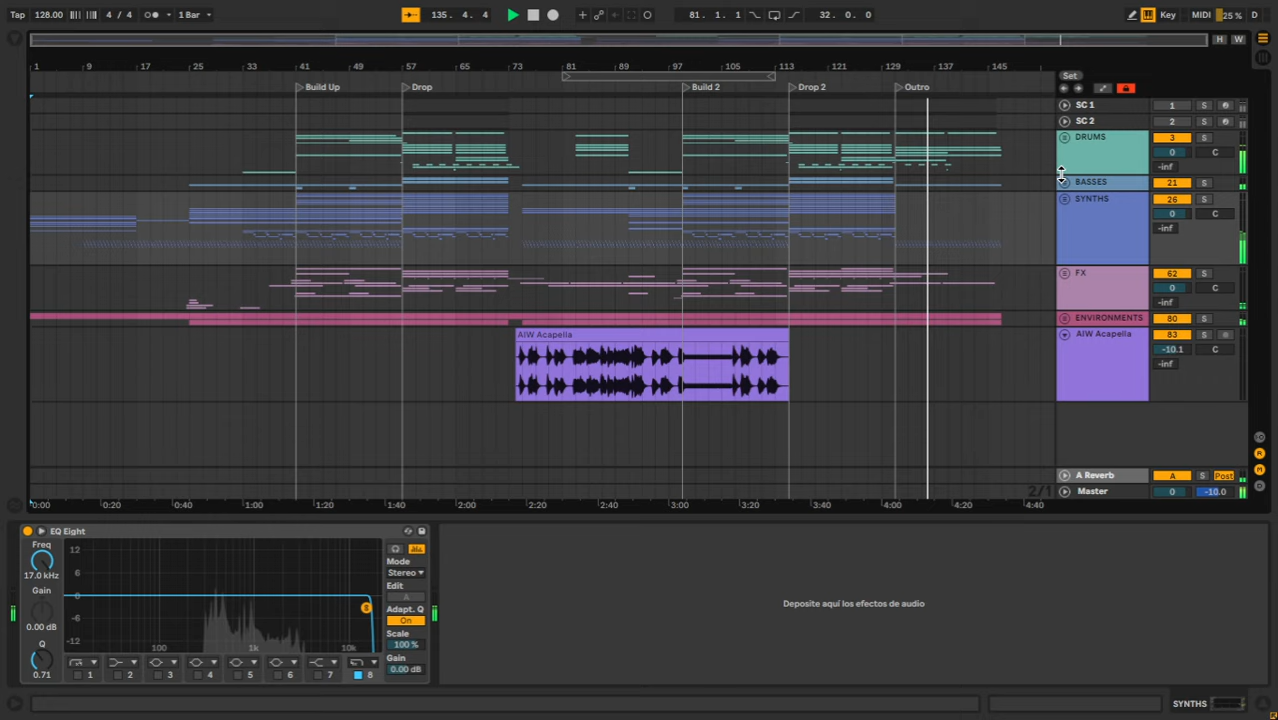 Tap 128.00 4 / 4 1 Bar 135. 4. 4 81. 1. 1 32. 0. 0 Key MIDI 25 % D
H W
1 9 17 25 33 41 49 57 65 73 81 89 97 105 113 121 129 137 145 Set
Build Up Drop Build 2 Drop 2 Outro
SC 1 1 S
SC 2 2 S
DRUMS 3 S
0 C
-inf
BASSES 21 S
SYNTHS 26 S
0 C
-inf
FX 62 S
0 C
-inf
ENVIRONMENTS 80 S
AIW Acapella AIW Acapella 83 S
-10.1 C
-inf
A Reverb A S Post
2/1 Master 0 -10.0
0:00 0:20 0:40 1:00 1:20 1:40 2:00 2:20 2:40 3:00 3:20 3:40 4:00 4:20 4:40
EQ Eight
Freq
17.0 kHz
Gain
0.00 dB
Q
0.71
12
6
0
-6
-12
100 1k 10k
8
1 2 3 4 5 6 7 8
Mode
Stereo
Edit
A
Adapt. Q
On
Scale
100 %
Gain
0.00 dB
Deposite aquí los efectos de audio
SYNTHS